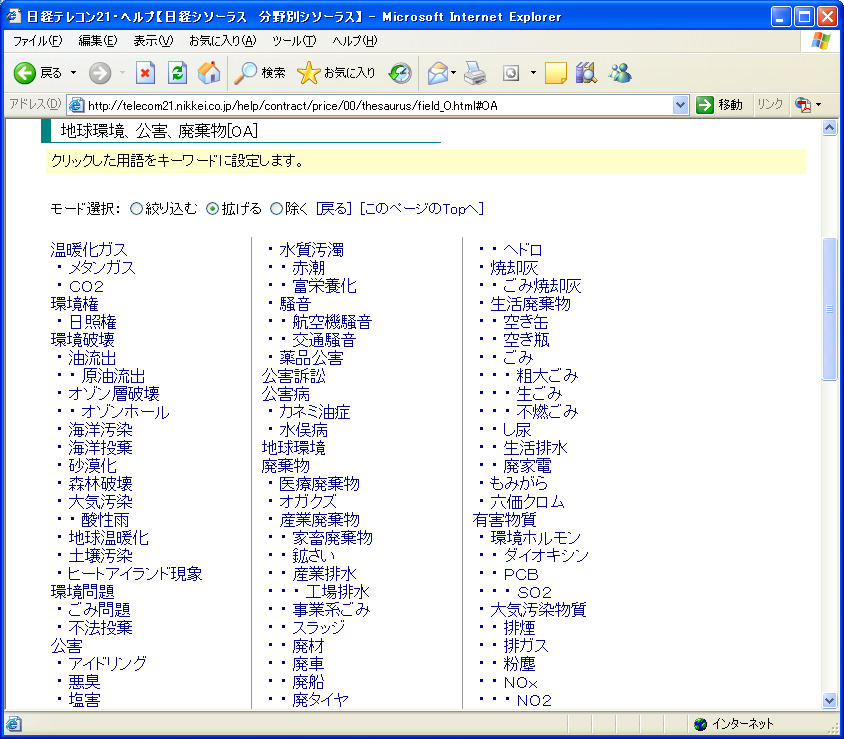 日経テレコン21・ヘルプ【日経シソーラス 分野別シソーラス】 - Microsoft Internet Explorer
ファイル(F) 編集(E) 表示(V) お気に入り(A) ツール(T) ヘルプ(H)
戻る 検索 お気に入り
アドレス(D) http://telecom21.nikkei.co.jp/help/contract/price/00/thesaurus/field_O.html#OA 移動 リンク
地球環境、公害、廃棄物[OA]
クリックした用語をキーワードに設定します。
モード選択: 絞り込む 拡げる 除く [戻る] [このページのTopへ]
温暖化ガス
・メタンガス
・CO2
環境権
・日照権
環境破壊
・油流出
・・原油流出
・オゾン層破壊
・・オゾンホール
・海洋汚染
・海洋投棄
・砂漠化
・森林破壊
・大気汚染
・・酸性雨
・地球温暖化
・土壌汚染
・ヒートアイランド現象
環境問題
・ごみ問題
・不法投棄
公害
・アイドリング
・悪臭
・塩害
・水質汚濁
・・赤潮
・・富栄養化
・騒音
・・航空機騒音
・・交通騒音
・薬品公害
公害訴訟
公害病
・カネミ油症
・水俣病
地球環境
廃棄物
・医療廃棄物
・オガクズ
・産業廃棄物
・・家畜廃棄物
・・鉱さい
・・産業排水
・・・工場排水
・・事業系ごみ
・・スラッジ
・・廃材
・・廃車
・・廃船
・・廃タイヤ
・・ヘドロ
・焼却灰
・・ごみ焼却灰
・生活廃棄物
・・空き缶
・・空き瓶
・・ごみ
・・・粗大ごみ
・・・生ごみ
・・・不燃ごみ
・・し尿
・・生活排水
・・廃家電
・もみがら
・六価クロム
有害物質
・環境ホルモン
・・ダイオキシン
・・PCB
・・・SO2
・大気汚染物質
・・排煙
・・排ガス
・・粉塵
・・NOx
・・・NO2
インターネット